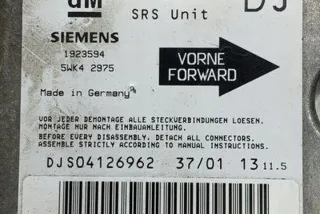 GM
SRS Unit
DJ
SIEMENS
1923594
5WK4 2975
VORNE
FORWARD
Made in Germany
VOR JEDER DEMONTAGE ALLE STECKVERBINDUNGEN LOESEN.
MONTAGE NUR NACH EINBAUANLEITUNG.
BEFORE EVERY DISASSEMBLY. DETACH ALL CONNECTORS.
ASSEMBLE STRICTLY ACCORDING TO MANUAL INSTRUCTIONS.
DJS04126962 37/01 13 11.5